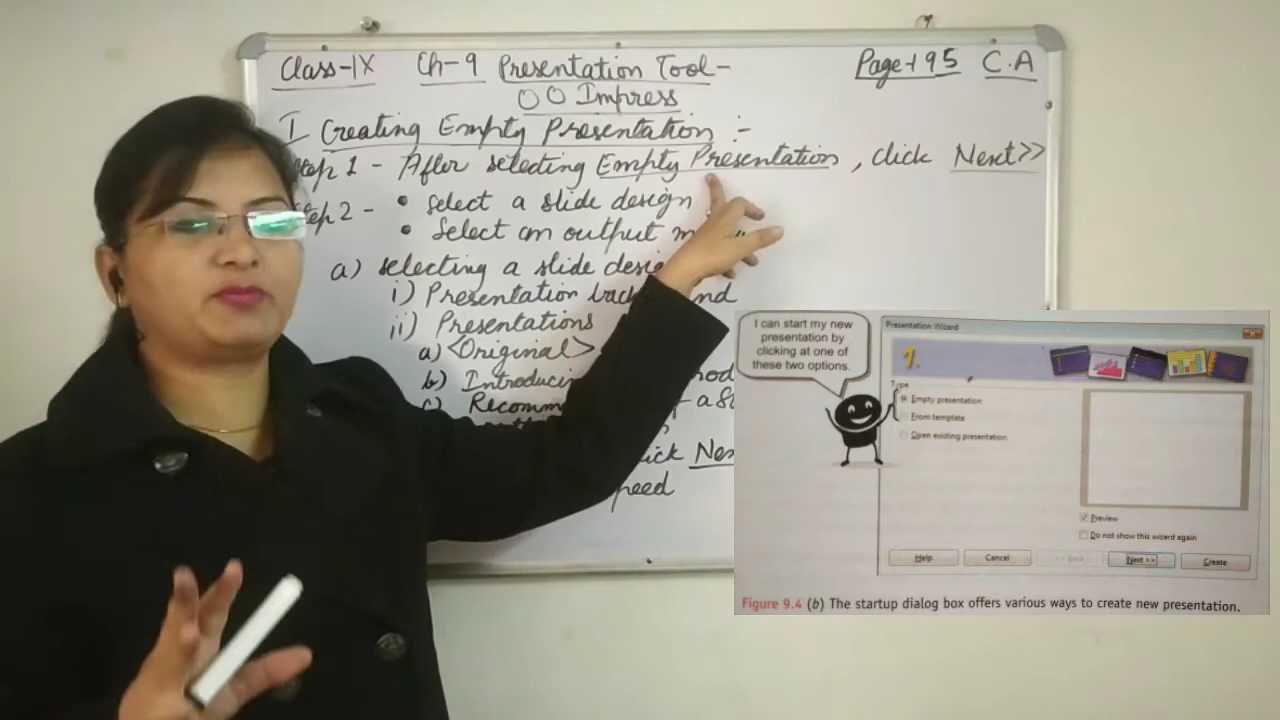 Class-IX Ch-9 Presentation Tool- Page-195 C.A
OO Impress
I Creating Empty Presentation :-
Step 1 - After selecting Empty Presentation, click Next>>
Step 2 - • select a slide design
• Select an output
a) selecting a slide
i) Presentation
ii) Presentations
a) <Original>
b)
c)
Nex
peed
I can start my new
presentation by
clicking at one of
these two options.
Presentation Wizard
1.
Type
Empty presentation
From template
Open existing presentation
Preview
Do not show this wizard again
Help Cancel << Back Next >> Create
Figure 9.4 (b) The startup dialog box offers various ways to create new presentation.